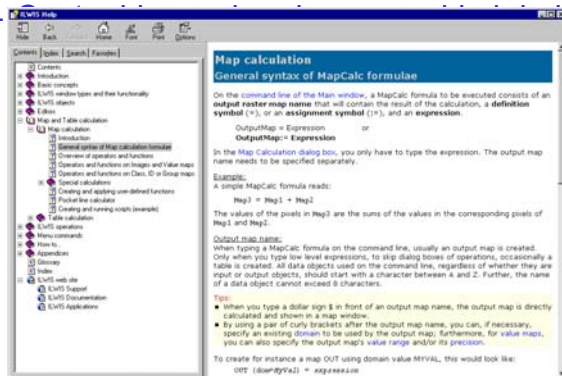 ILWIS Help
Hide Back Forward Home Font Print Options
Contents Index Search Favorites
Contents
Introduction
Basic concepts
ILWIS window types and their functionality
ILWIS objects
Editors
Map and Table calculation
Map calculation
Introduction
General syntax of Map calculation formulae
Overview of operators and functions
Operators and functions on Images and Value maps
Operators and functions on Class, ID or Group maps
Special calculations
Creating and applying user-defined functions
Pocket line calculator
Creating and running scripts (example)
Table calculation
ILWIS operations
Menu commands
How to...
Appendices
Glossary
Index
ILWIS web site
ILWIS Support
ILWIS Documentation
ILWIS Applications
Map calculation
General syntax of MapCalc formulae
On the command line of the Main window, a MapCalc formula to be executed consists of an
output raster map name that will contain the result of the calculation, a definition
symbol (=), or an assignment symbol (:=), and an expression.
OutputMap = Expression or
OutputMap:= Expression
In the Map Calculation dialog box, you only have to type the expression. The output map
name needs to be specified separately.
Example:
A simple MapCalc formula reads:
Map3 = Map1 + Map2
The values of the pixels in Map3 are the sums of the values in the corresponding pixels of
Map1 and Map2.
Output map name:
When typing a MapCalc formula on the command line, usually an output map is created.
Only when you type low level expressions, to skip dialog boxes of operations, occasionally a
table is created. All data objects used on the command line, regardless of whether they are
input or output objects, should start with a character between A and Z. Further, the name
of a data object cannot exceed 8 characters.
Tips:
When you type a dollar sign $ in front of an output map name, the output map is directly
calculated and shown in a map window.
By using a pair of curly brackets after the output map name, you can, if necessary,
specify an existing domain to be used by the output map; furthermore, for value maps,
you can also specify the output map's value range and/or its precision.
To create for instance a map OUT using domain value MYVAL, this would look like:
OUT {dom=MyVal} = expression